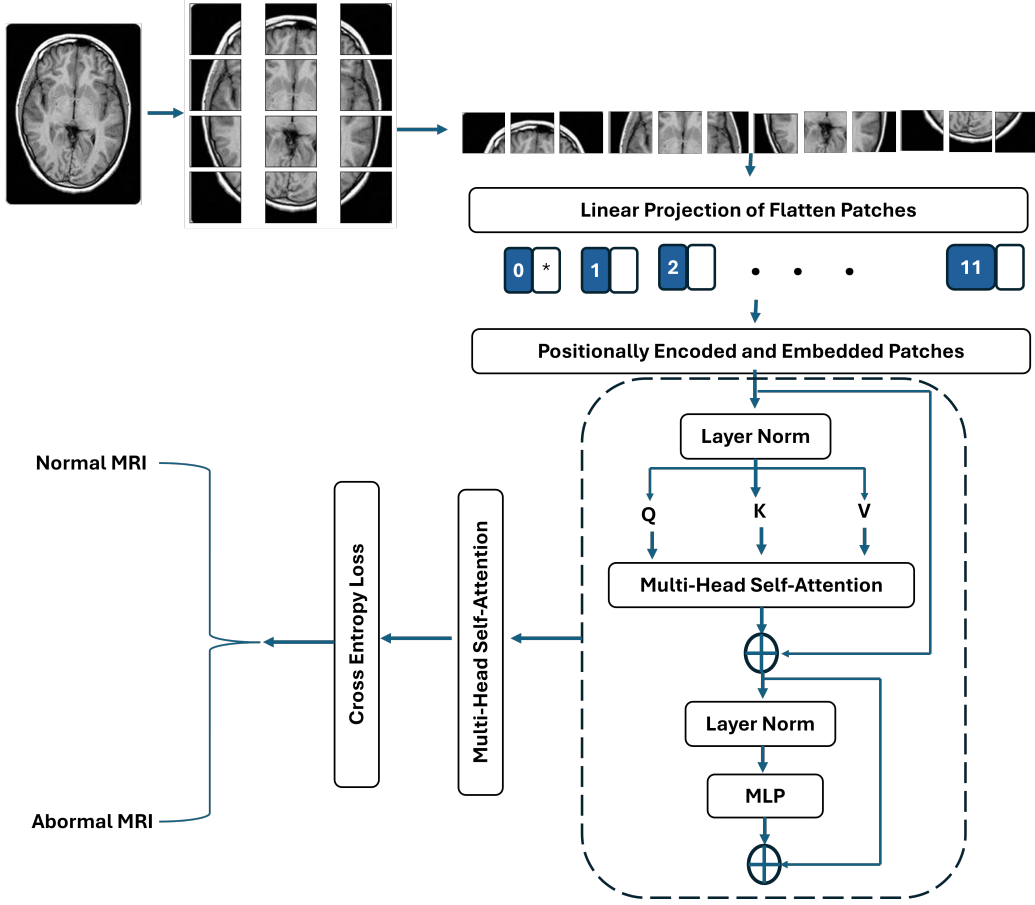 Linear Projection of Flatten Patches
0 * 1 2 . . . 11
Positionally Encoded and Embedded Patches
Layer Norm
Q K V
Multi-Head Self-Attention
Layer Norm
MLP
Multi-Head Self-Attention
Cross Entropy Loss
Normal MRI
Abormal MRI